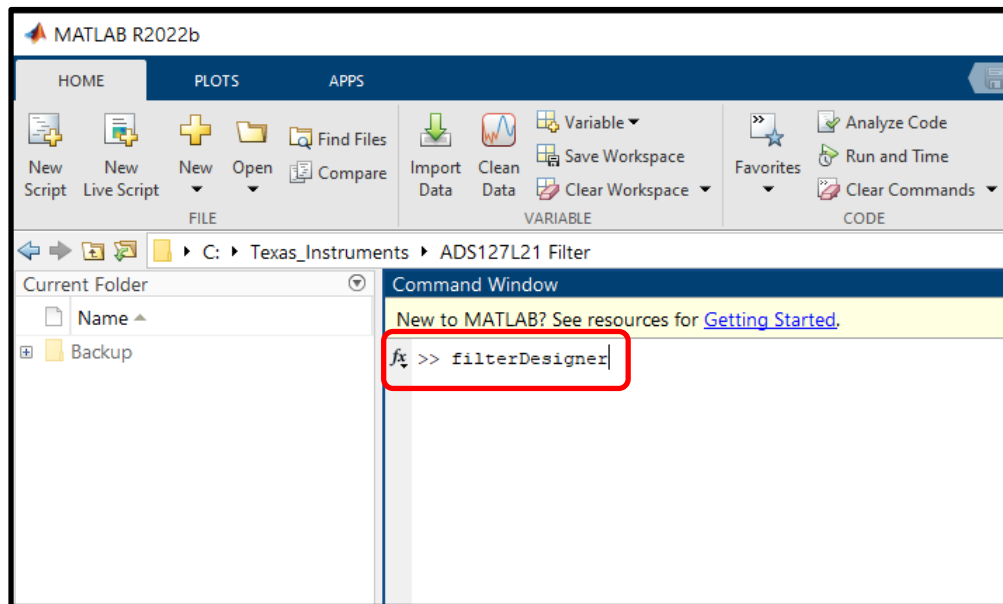 MATLAB R2022b
HOME PLOTS APPS
New Script
New Live Script
New
Open
Find Files
Compare
FILE
Import Data
Clean Data
Variable
Save Workspace
Clear Workspace
VARIABLE
Favorites
Analyze Code
Run and Time
Clear Commands
CODE
C: Texas_Instruments ADS127L21 Filter
Current Folder
Name
Backup
Command Window
New to MATLAB? See resources for Getting Started.
fx >> filterDesigner